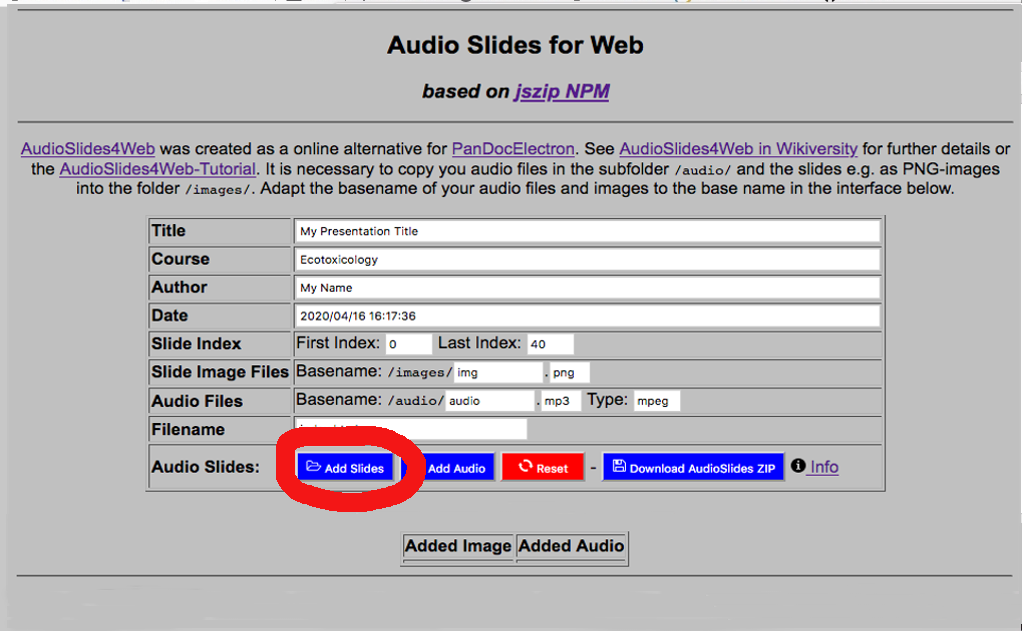 Audio Slides for Web
based on jszip NPM
AudioSlides4Web was created as a online alternative for PanDocElectron. See AudioSlides4Web in Wikiversity for further details or
the AudioSlides4Web-Tutorial. It is necessary to copy you audio files in the subfolder /audio/ and the slides e.g. as PNG-images
into the folder /images/. Adapt the basename of your audio files and images to the base name in the interface below.
Title My Presentation Title
Course Ecotoxicology
Author My Name
Date 2020/04/16 16:17:36
Slide Index First Index: 0 Last Index: 40
Slide Image Files Basename: /images/ img . png
Audio Files Basename: /audio/ audio . mp3 Type: mpeg
Filename
Audio Slides: Add Slides Add Audio Reset - Download AudioSlides ZIP Info
Added Image Added Audio